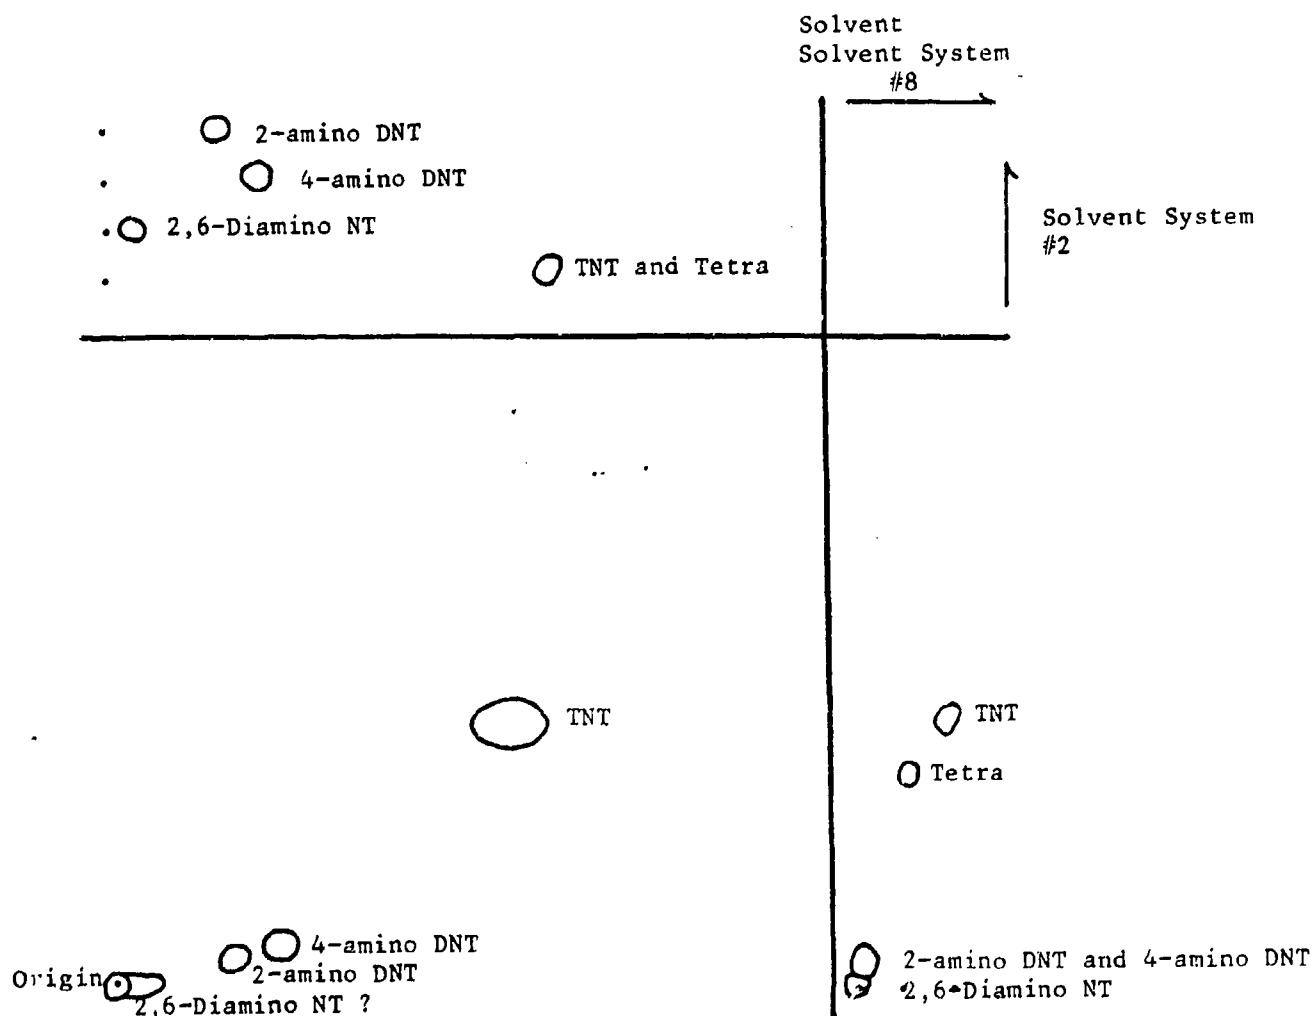 Solvent
Solvent System
#8
2-amino DNT
4-amino DNT
2,6-Diamino NT
Solvent System
#2
TNT and Tetra
TNT
TNT
Tetra
4-amino DNT
2-amino DNT
Origin
2,6-Diamino NT ?
2-amino DNT and 4-amino DNT
2,6-Diamino NT